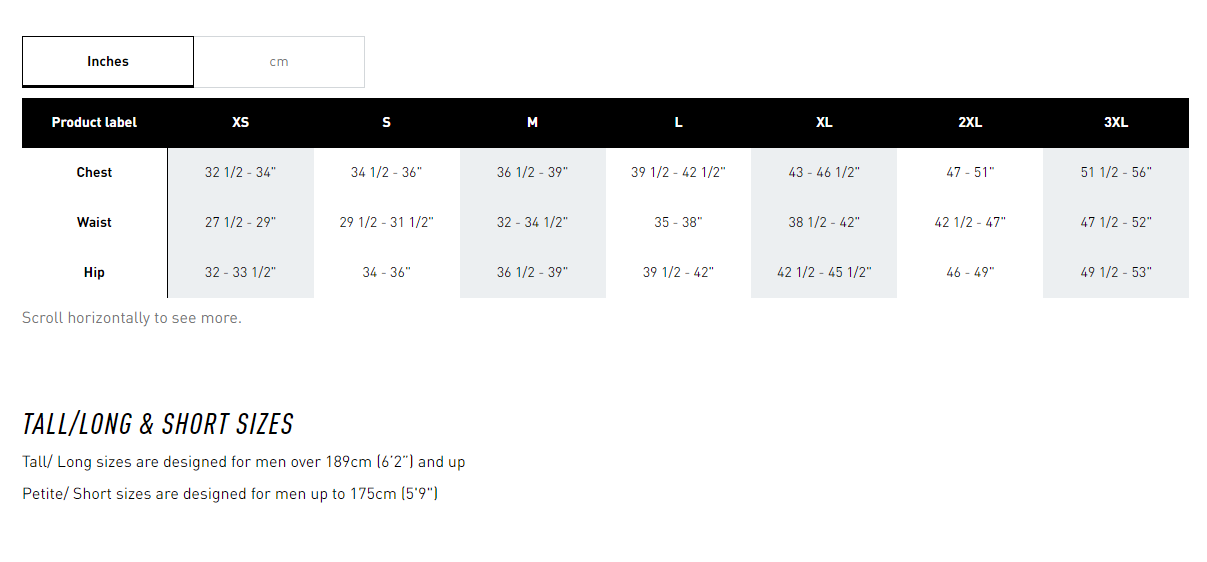 Inches cm
Product label XS S M L XL 2XL 3XL
Chest 32 1/2 - 34" 34 1/2 - 36" 36 1/2 - 39" 39 1/2 - 42 1/2" 43 - 46 1/2" 47 - 51" 51 1/2 - 56"
Waist 27 1/2 - 29" 29 1/2 - 31 1/2" 32 - 34 1/2" 35 - 38" 38 1/2 - 42" 42 1/2 - 47" 47 1/2 - 52"
Hip 32 - 33 1/2" 34 - 36" 36 1/2 - 39" 39 1/2 - 42" 42 1/2 - 45 1/2" 46 - 49" 49 1/2 - 53"
Scroll horizontally to see more.
TALL/LONG & SHORT SIZES
Tall/ Long sizes are designed for men over 189cm (6'2") and up
Petite/ Short sizes are designed for men up to 175cm (5'9")